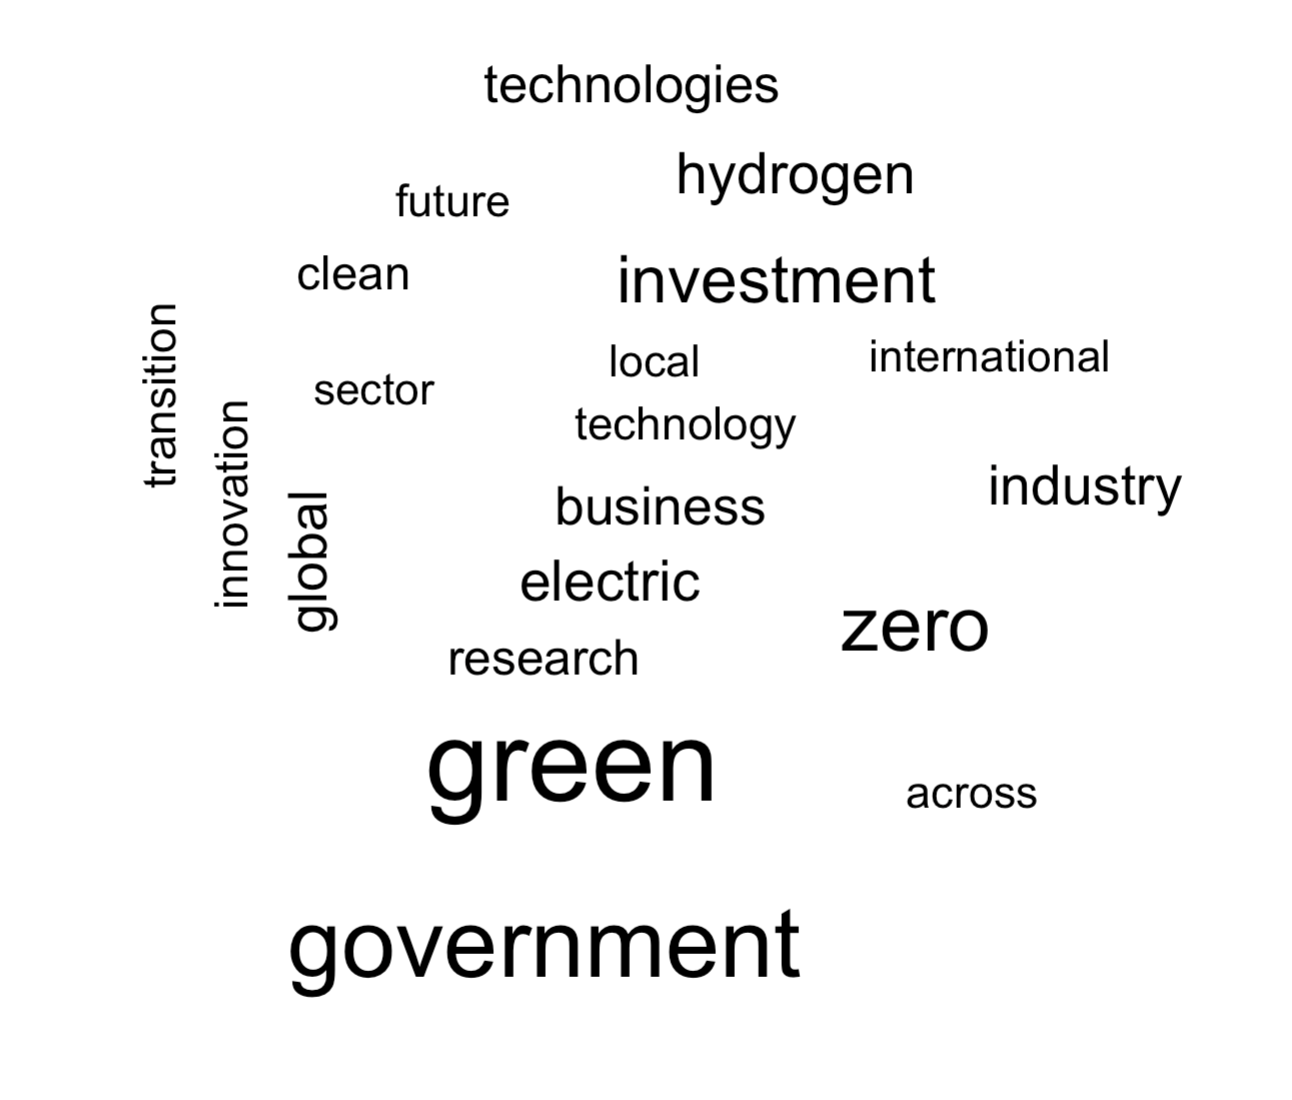 technologies
hydrogen
future
clean
investment
transition
local
international
sector
technology
innovation
global
business
industry
electric
zero
research
green
across
government